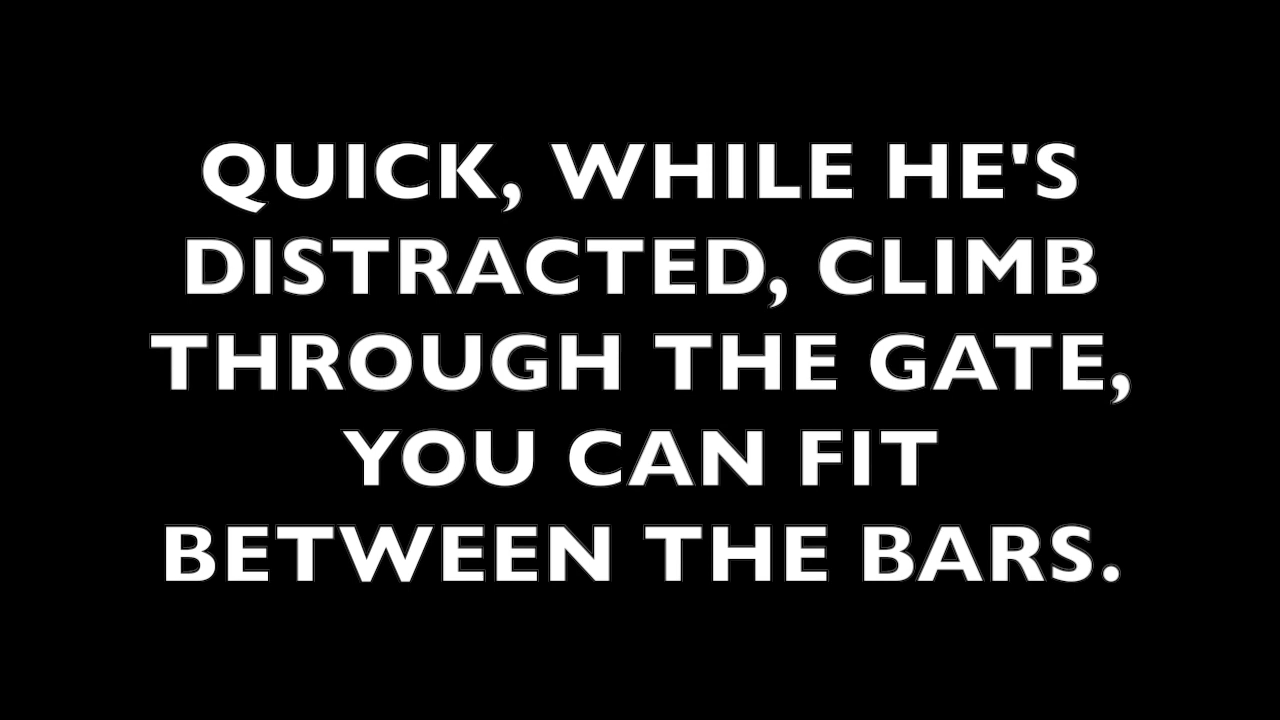 QUICK, WHILE HE'S
DISTRACTED, CLIMB
THROUGH THE GATE,
YOU CAN FIT
BETWEEN THE BARS.